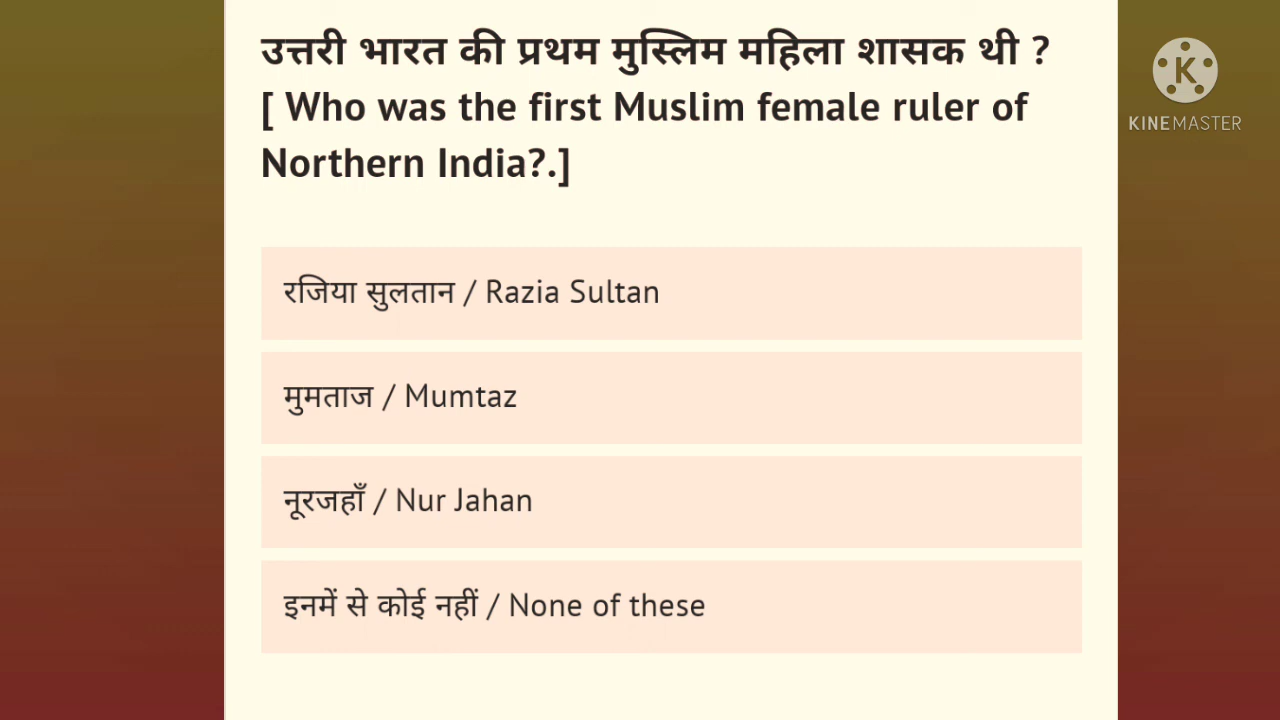 उत्तरी भारत की प्रथम मुस्लिम महिला शासक थी ?
[ Who was the first Muslim female ruler of
Northern India?.]
रजिया सुलतान / Razia Sultan
मुमताज / Mumtaz
नूरजहाँ / Nur Jahan
इनमें से कोई नहीं / None of these
K
KINEMASTER